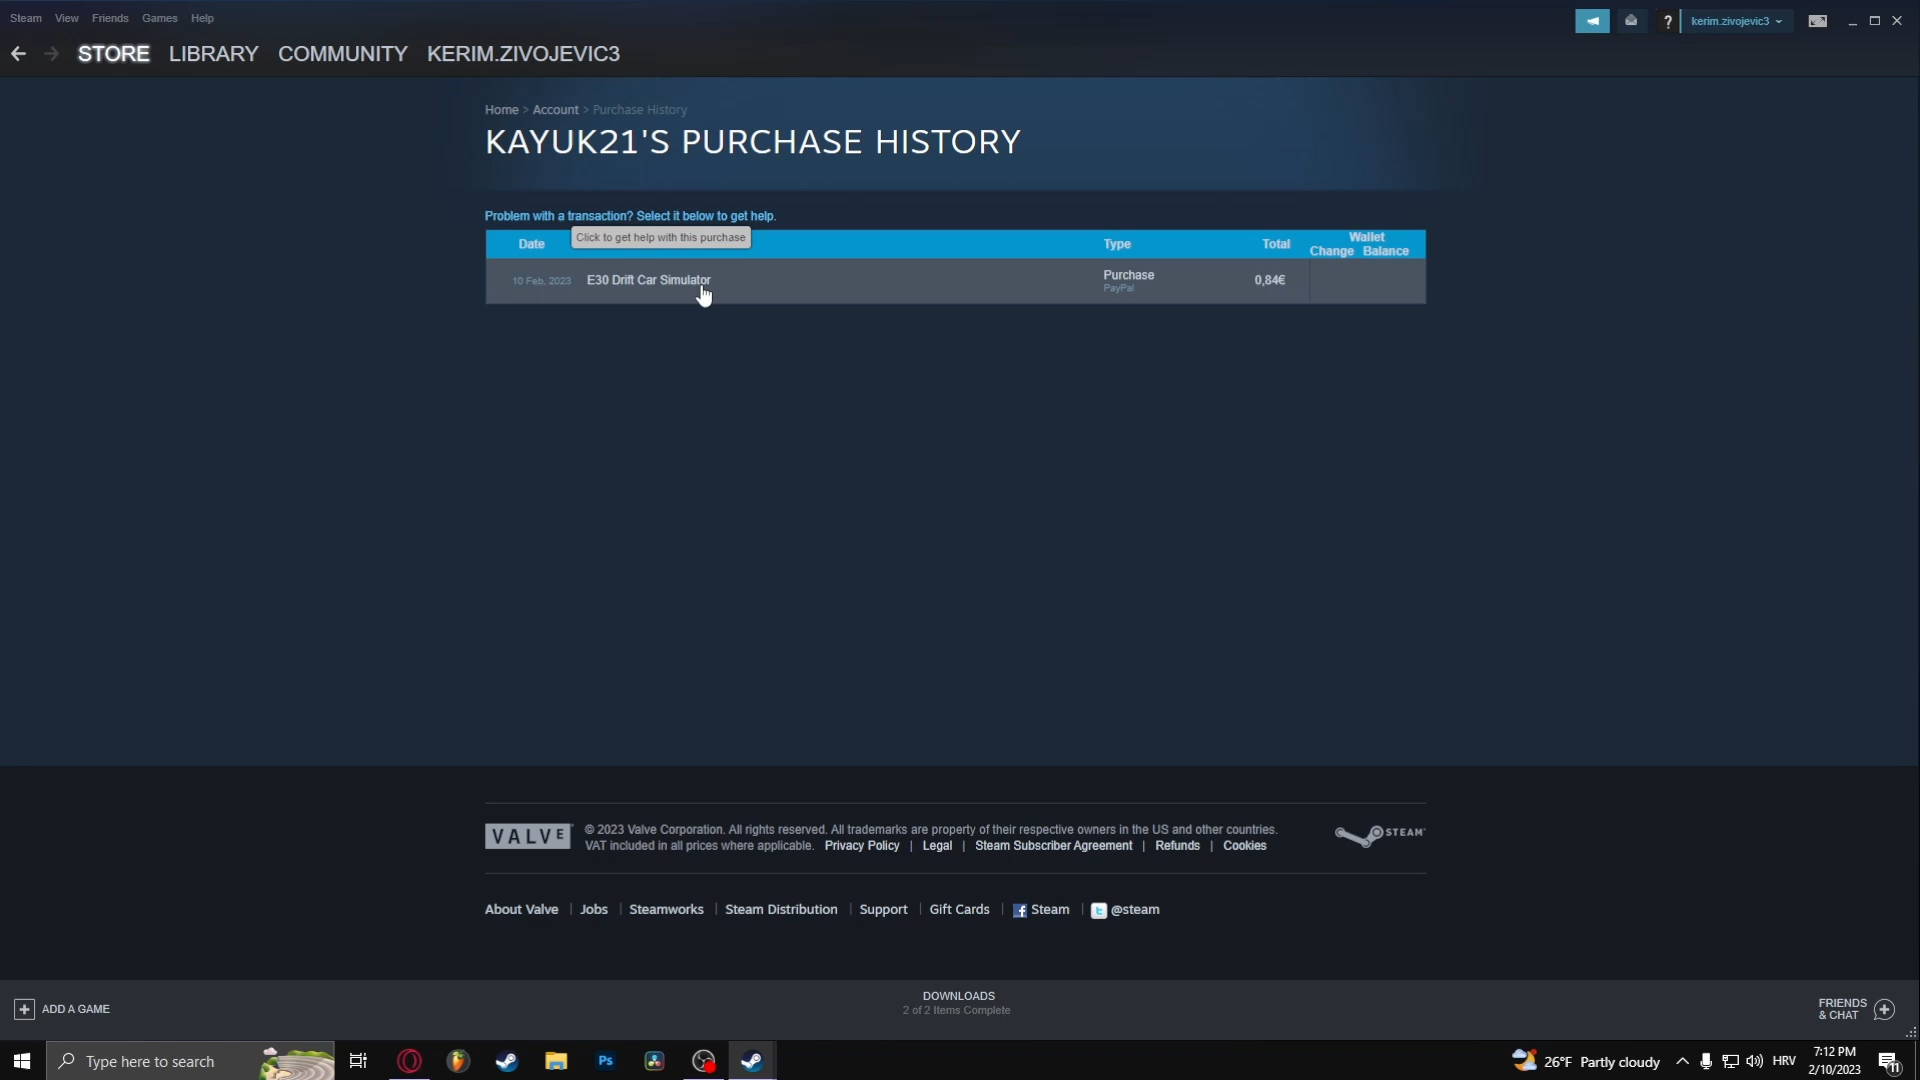 Steam View Friends Games Help
? kerim.zivojevic3
STORE LIBRARY COMMUNITY KERIM.ZIVOJEVIC3
Home > Account > Purchase History
KAYUK21'S PURCHASE HISTORY
Problem with a transaction? Select it below to get help.
Click to get help with this purchase
Date Type Total Wallet
Change Balance
10 Feb, 2023 E30 Drift Car Simulator Purchase 0,84€
PayPal
VALVE © 2023 Valve Corporation. All rights reserved. All trademarks are property of their respective owners in the US and other countries.
VAT included in all prices where applicable. Privacy Policy | Legal | Steam Subscriber Agreement | Refunds | Cookies
STEAM
About Valve | Jobs | Steamworks | Steam Distribution | Support | Gift Cards | f Steam | t @steam
+ ADD A GAME
DOWNLOADS
2 of 2 Items Complete
FRIENDS
& CHAT +
Type here to search
Ps
26°F Partly cloudy
HRV
7:12 PM
2/10/2023
11